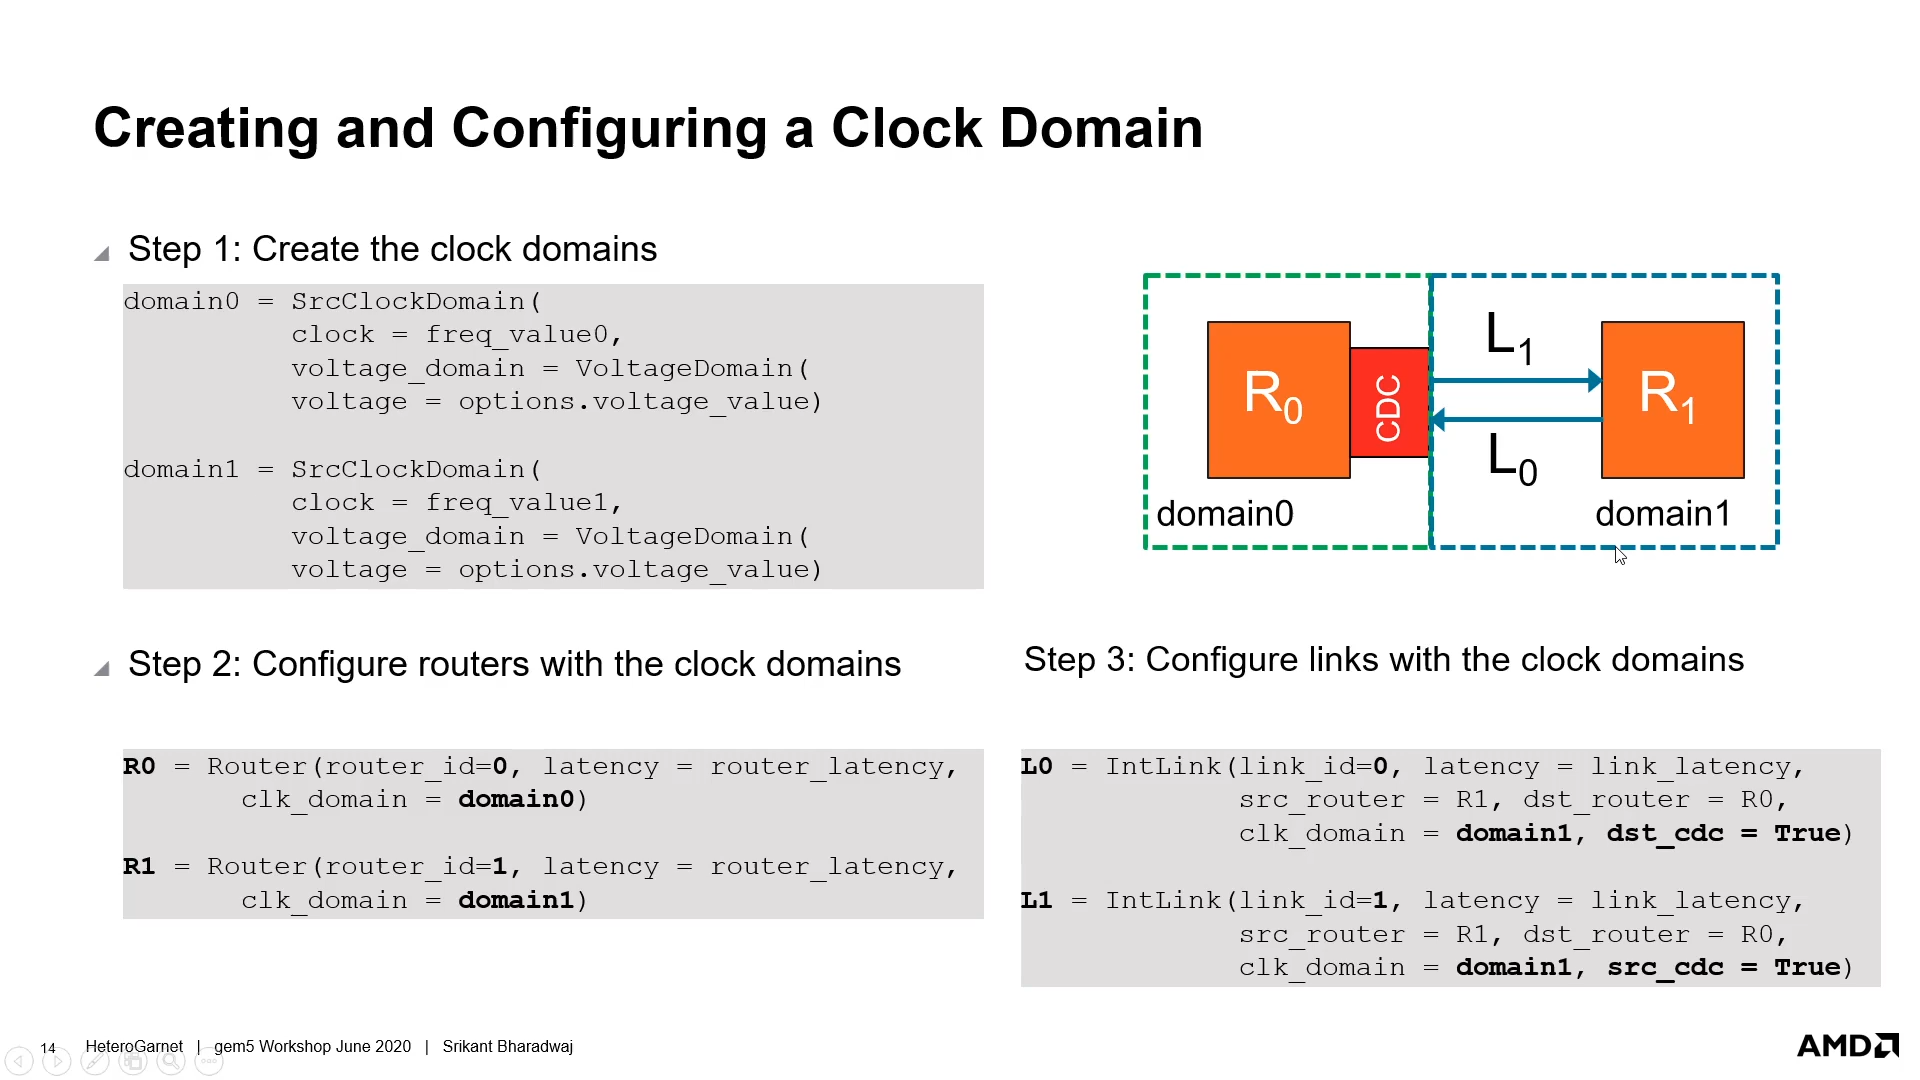 Creating and Configuring a Clock Domain
Step 1: Create the clock domains
domain0 = SrcClockDomain(
clock = freq_value0,
voltage_domain = VoltageDomain(
voltage = options.voltage_value)
domain1 = SrcClockDomain(
clock = freq_value1,
voltage_domain = VoltageDomain(
voltage = options.voltage_value)
R0
CDC
L1
L0
R1
domain0
domain1
Step 2: Configure routers with the clock domains
R0 = Router(router_id=0, latency = router_latency,
clk_domain = domain0)
R1 = Router(router_id=1, latency = router_latency,
clk_domain = domain1)
Step 3: Configure links with the clock domains
L0 = IntLink(link_id=0, latency = link_latency,
src_router = R1, dst_router = R0,
clk_domain = domain1, dst_cdc = True)
L1 = IntLink(link_id=1, latency = link_latency,
src_router = R1, dst_router = R0,
clk_domain = domain1, src_cdc = True)
14 HeteroGarnet | gem5 Workshop June 2020 | Srikant Bharadwaj
AMD